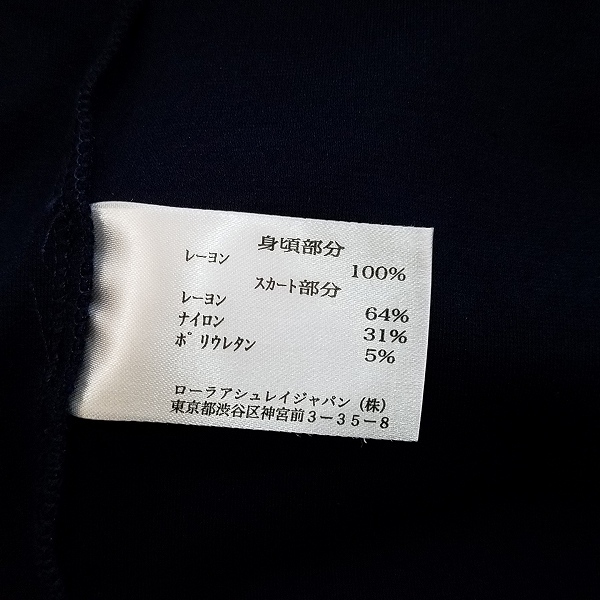 身頃部分
レーヨン 100%
スカート部分
レーヨン 64%
ナイロン 31%
ポリウレタン 5%
ローラアシュレイジャパン(株)
東京都渋谷区神宮前3-35-8